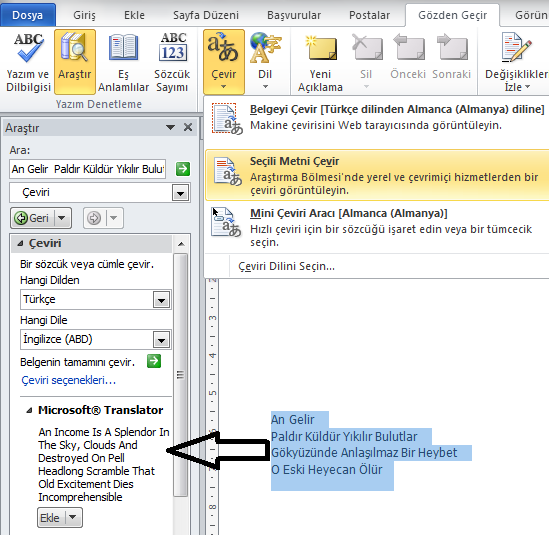 Dosya Giriş Ekle Sayfa Düzeni Başvurular Postalar Gözden Geçir Görün
ABC ABC 123
Yazım ve Dilbilgisi
Araştır
Eş Anlamlılar
Sözcük Sayımı
Çevir
Dil
Yeni Açıklama
Sil
Önceki
Sonraki
Değişiklikleri İzle
Yazım Denetleme
Belgeyi Çevir [Türkçe dilinden Almanca (Almanya) diline]
Makine çevirisini Web tarayıcısında görüntüleyin.
Seçili Metni Çevir
Araştırma Bölmesi'nde yerel ve çevrimiçi hizmetlerden bir
çeviri görüntüleyin.
Mini Çeviri Aracı [Almanca (Almanya)]
Hızlı çeviri için bir sözcüğü işaret edin veya bir tümcecik
seçin.
Çeviri Dilini Seçin...
Araştır
Ara:
An Gelir Paldır Küldür Yıkılır Bulut
Çeviri
Geri
Çeviri
Bir sözcük veya cümle çevir.
Hangi Dilden
Türkçe
Hangi Dile
İngilizce (ABD)
Belgenin tamamını çevir.
Çeviri seçenekleri...
Microsoft® Translator
An Income Is A Splendor In
The Sky, Clouds And
Destroyed On Pell
Headlong Scramble That
Old Excitement Dies
Incomprehensible
Ekle
An Gelir
Paldır Küldür Yıkılır Bulutlar
Gökyüzünde Anlaşılmaz Bir Heybet
O Eski Heyecan Ölür